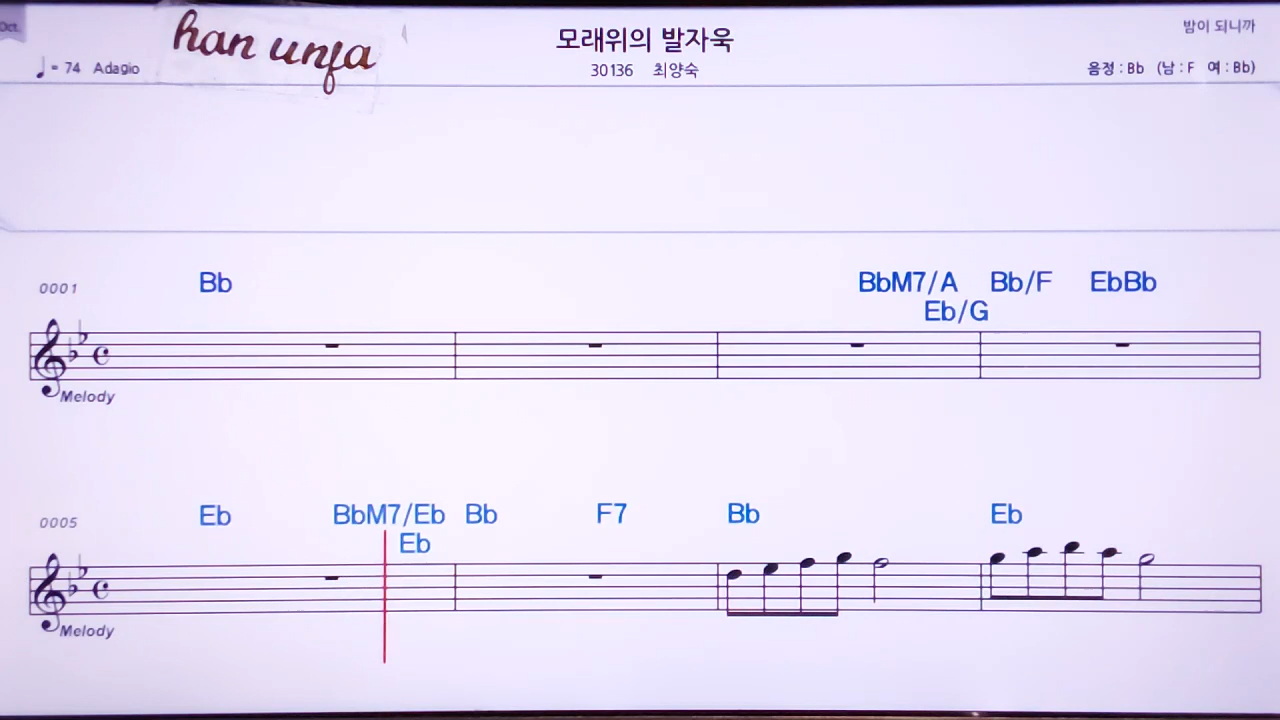 Oct.
han unja
모래위의 발자욱
밤이 되니까
♩= 74 Adagio
30136 최양숙
음정 : Bb (남 : F 여 : Bb)
0001 Bb BbM7/A Bb/F EbBb
Eb/G
Melody
0005 Eb BbM7/Eb Bb F7 Bb Eb
Eb
Melody